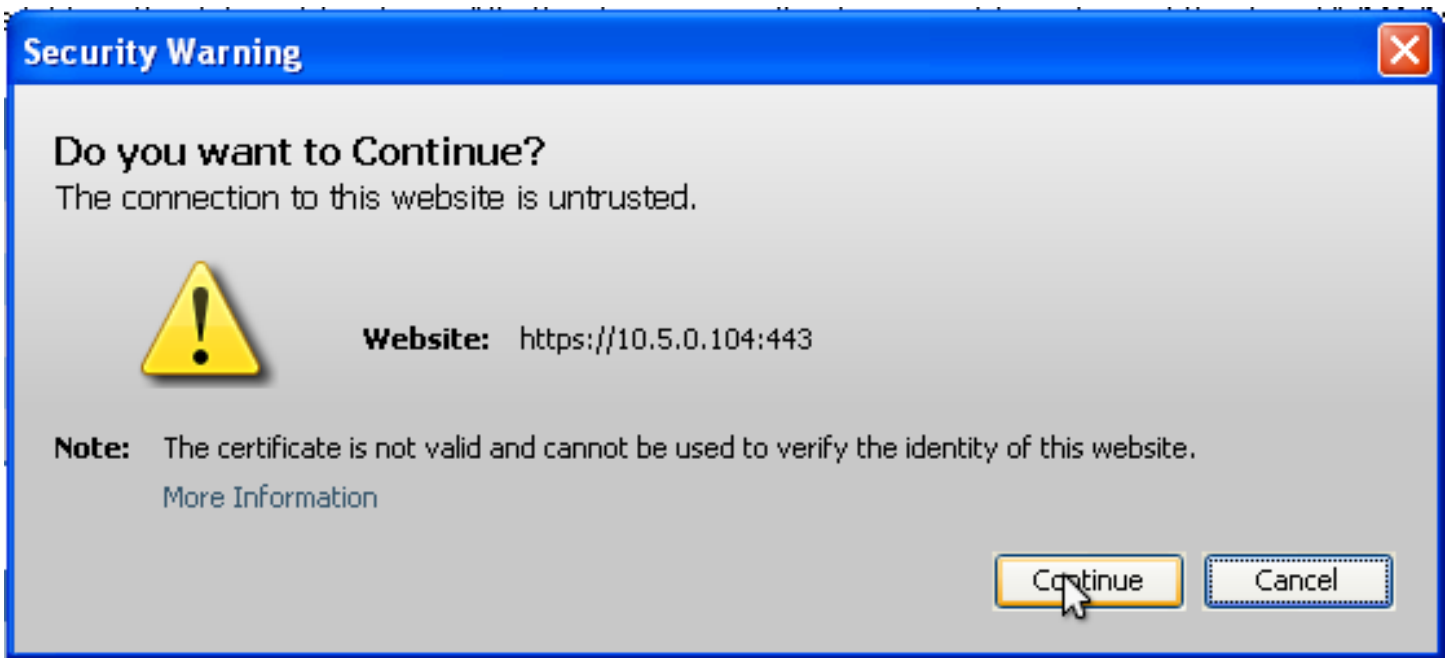 Security Warning
Do you want to Continue?
The connection to this website is untrusted.
Website: https://10.5.0.104:443
Note: The certificate is not valid and cannot be used to verify the identity of this website.
More Information
Continue Cancel